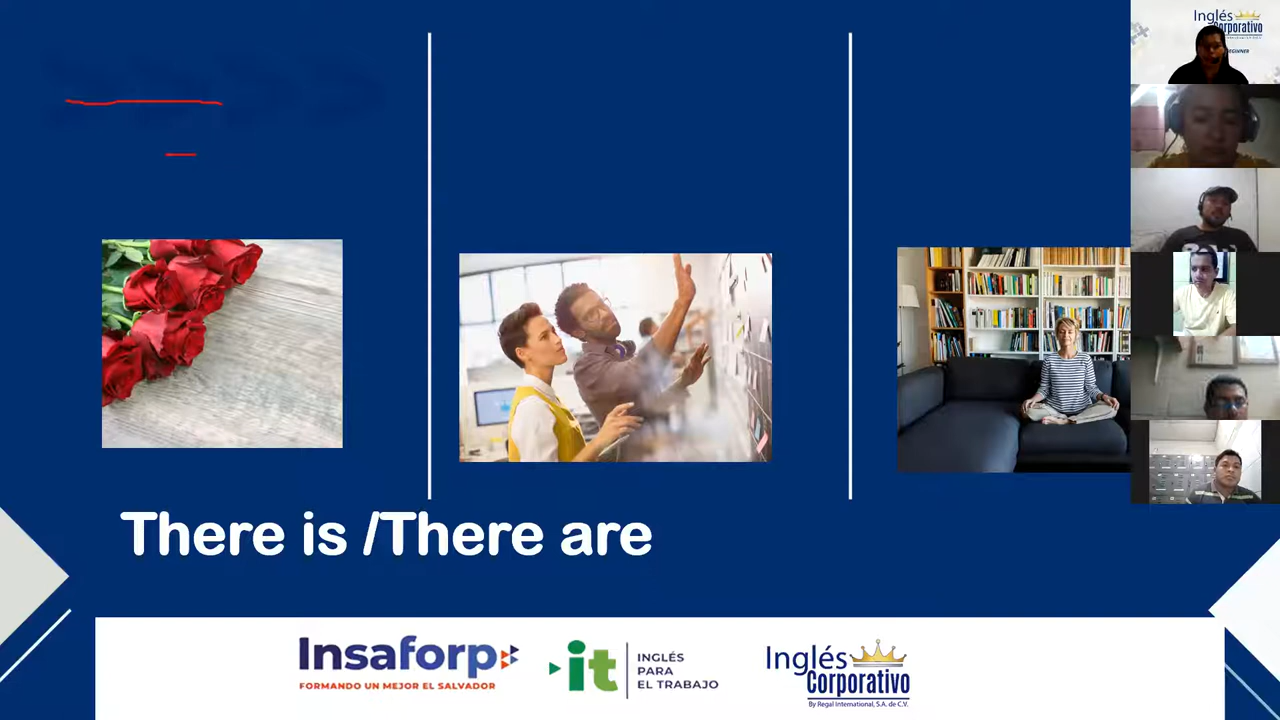 There is /There are
Insaforp
FORMANDO UN MEJOR EL SALVADOR
it
INGLÉS
PARA
EL TRABAJO
Inglés
Corporativo
By Regal International, S.A. de C.V.
Inglés
Corporativo